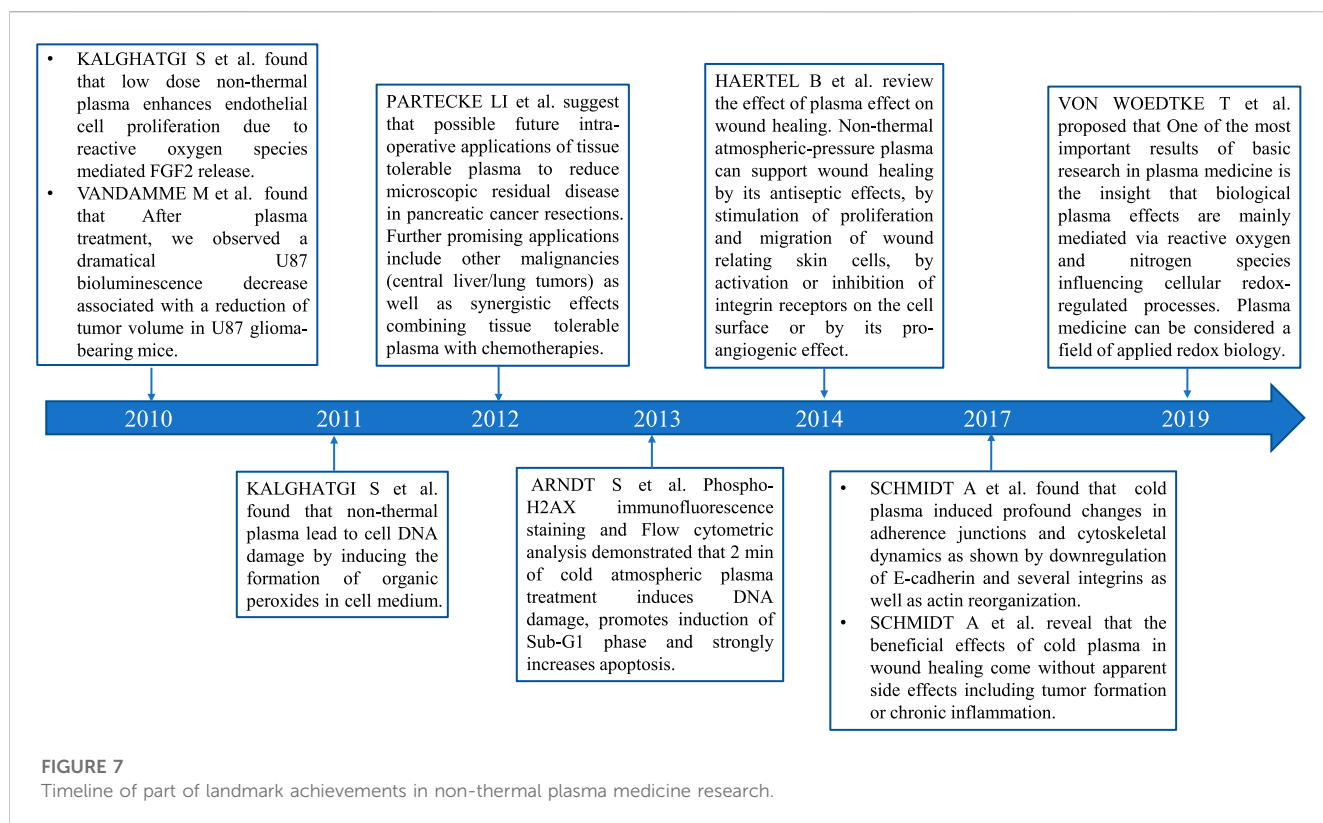 • KALGHATGI S et al. found
that low dose non-thermal
plasma enhances endothelial
cell proliferation due to
reactive oxygen species
mediated FGF2 release.
• VANDAMME M et al. found
that After plasma
treatment, we observed a
dramatical U87
bioluminescence decrease
associated with a reduction of
tumor volume in U87 glioma-
bearing mice.
PARTECKE LI et al. suggest
that possible future intra-
operative applications of tissue
tolerable plasma to reduce
microscopic residual disease
in pancreatic cancer resections.
Further promising applications
include other malignancies
(central liver/lung tumors) as
well as synergistic effects
combining tissue tolerable
plasma with chemotherapies.
HAERTEL B et al. review
the effect of plasma effect on
wound healing. Non-thermal
atmospheric-pressure plasma
can support wound healing
by its antiseptic effects, by
stimulation of proliferation
and migration of wound
relating skin cells, by
activation or inhibition of
integrin receptors on the cell
surface or by its pro-
angiogenic effect.
VON WOEDTKE T et al.
proposed that One of the most
important results of basic
research in plasma medicine is
the insight that biological
plasma effects are mainly
mediated via reactive oxygen
and nitrogen species
influencing cellular redox-
regulated processes. Plasma
medicine can be considered a
field of applied redox biology.
2010 2011 2012 2013 2014 2017 2019
KALGHATGI S et al.
found that non-thermal
plasma lead to cell DNA
damage by inducing the
formation of organic
peroxides in cell medium.
ARNDT S et al. Phospho-
H2AX immunofluorescence
staining and Flow cytometric
analysis demonstrated that 2 min
of cold atmospheric plasma
treatment induces DNA
damage, promotes induction of
Sub-G1 phase and strongly
increases apoptosis.
• SCHMIDT A et al. found that cold
plasma induced profound changes in
adherence junctions and cytoskeletal
dynamics as shown by downregulation
of E-cadherin and several integrins as
well as actin reorganization.
• SCHMIDT A et al. reveal that the
beneficial effects of cold plasma in
wound healing come without apparent
side effects including tumor formation
or chronic inflammation.
FIGURE 7
Timeline of part of landmark achievements in non-thermal plasma medicine research.